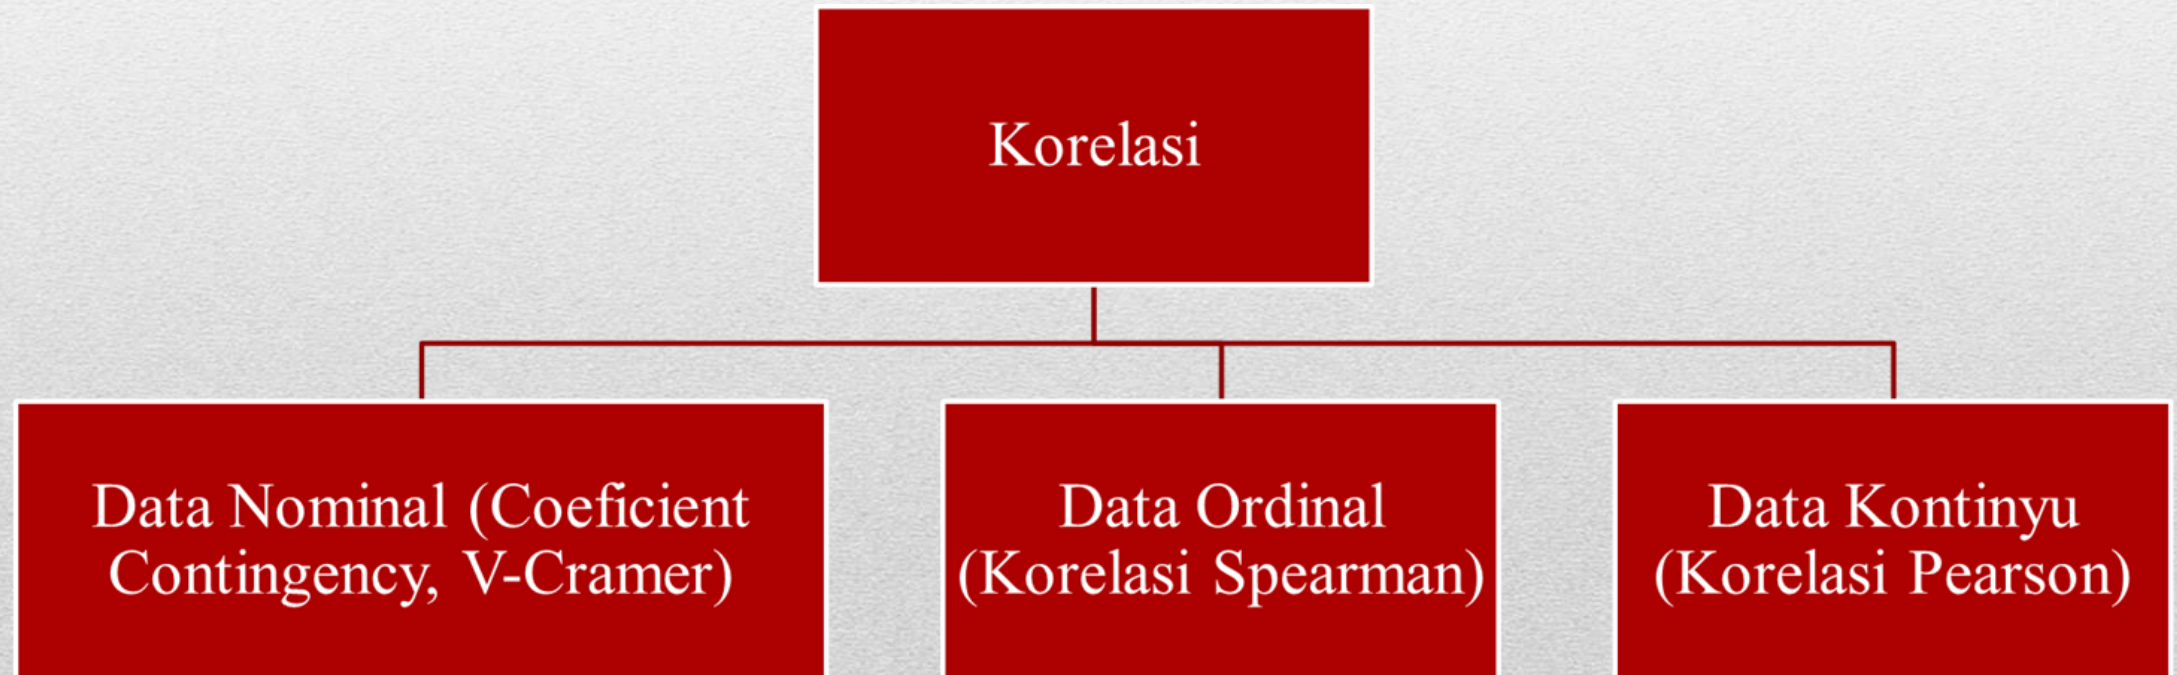 Korelasi
Data Nominal (Coeficient
Contingency, V-Cramer)
Data Ordinal
(Korelasi Spearman)
Data Kontinyu
(Korelasi Pearson)